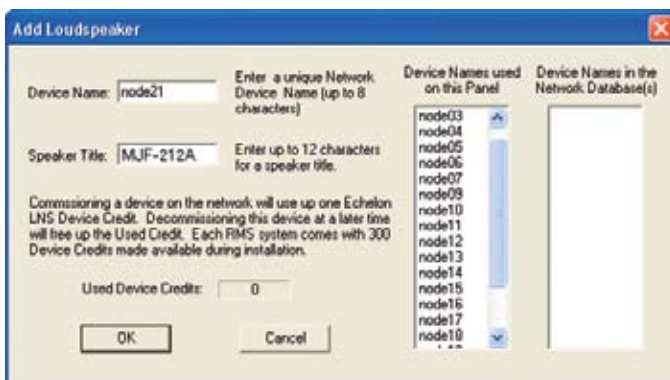 Add Loudspeaker
Device Name: node21
Enter a unique Network
Device Name (up to 8
characters)
Speaker Title: MJF-212A
Enter up to 12 characters
for a speaker title.
Commssioning a device on the network will use up one Echelon
LNS Device Credit. Decommissioning this device at a later time
will free up the Used Credit. Each RMS system comes with 300
Device Credits made available during installation.
Used Device Credits: 0
OK
Cancel
Device Names used
on this Panel
node03
node04
node05
node06
node07
node09
node10
node11
node12
node13
node14
node15
node16
node17
node18
Device Names in the
Network Database(s)